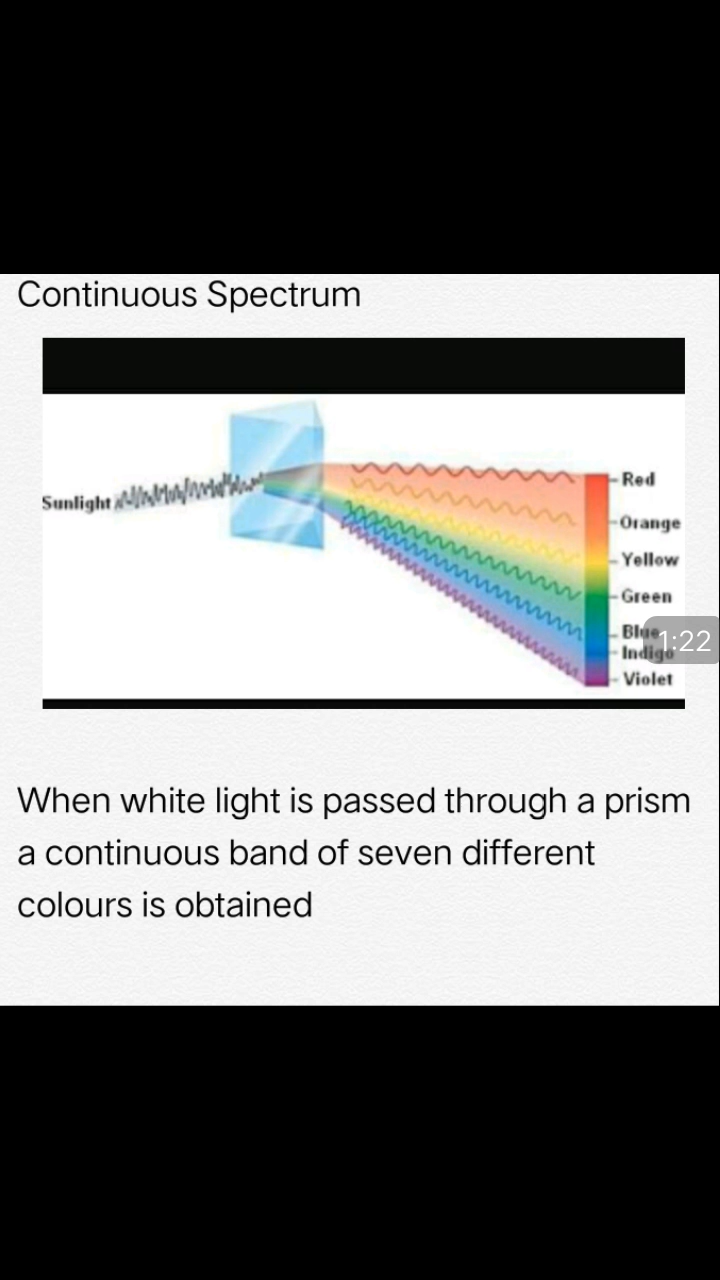 Continuous Spectrum
Sunlight
Red
Orange
Yellow
Green
Blue
1:22
Indigo
Violet
When white light is passed through a prism
a continuous band of seven different
colours is obtained